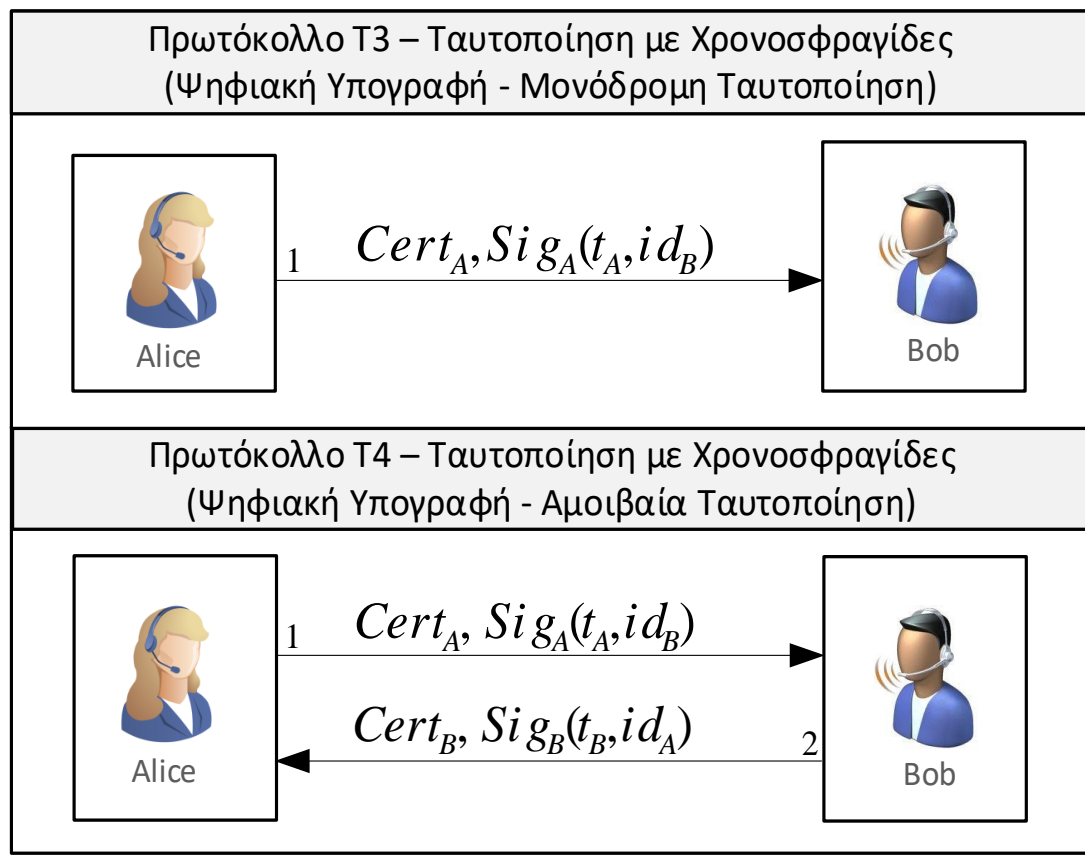 Πρωτόκολλο Τ3 – Ταυτοποίηση με Χρονοσφραγίδες
(Ψηφιακή Υπογραφή - Μονόδρομη Ταυτοποίηση)
1 Cert_A, Sig_A(t_A, id_B)
Alice
Bob
Πρωτόκολλο Τ4 – Ταυτοποίηση με Χρονοσφραγίδες
(Ψηφιακή Υπογραφή - Αμοιβαία Ταυτοποίηση)
1 Cert_A, Sig_A(t_A, id_B)
Cert_B, Sig_B(t_B, id_A) 2
Alice
Bob